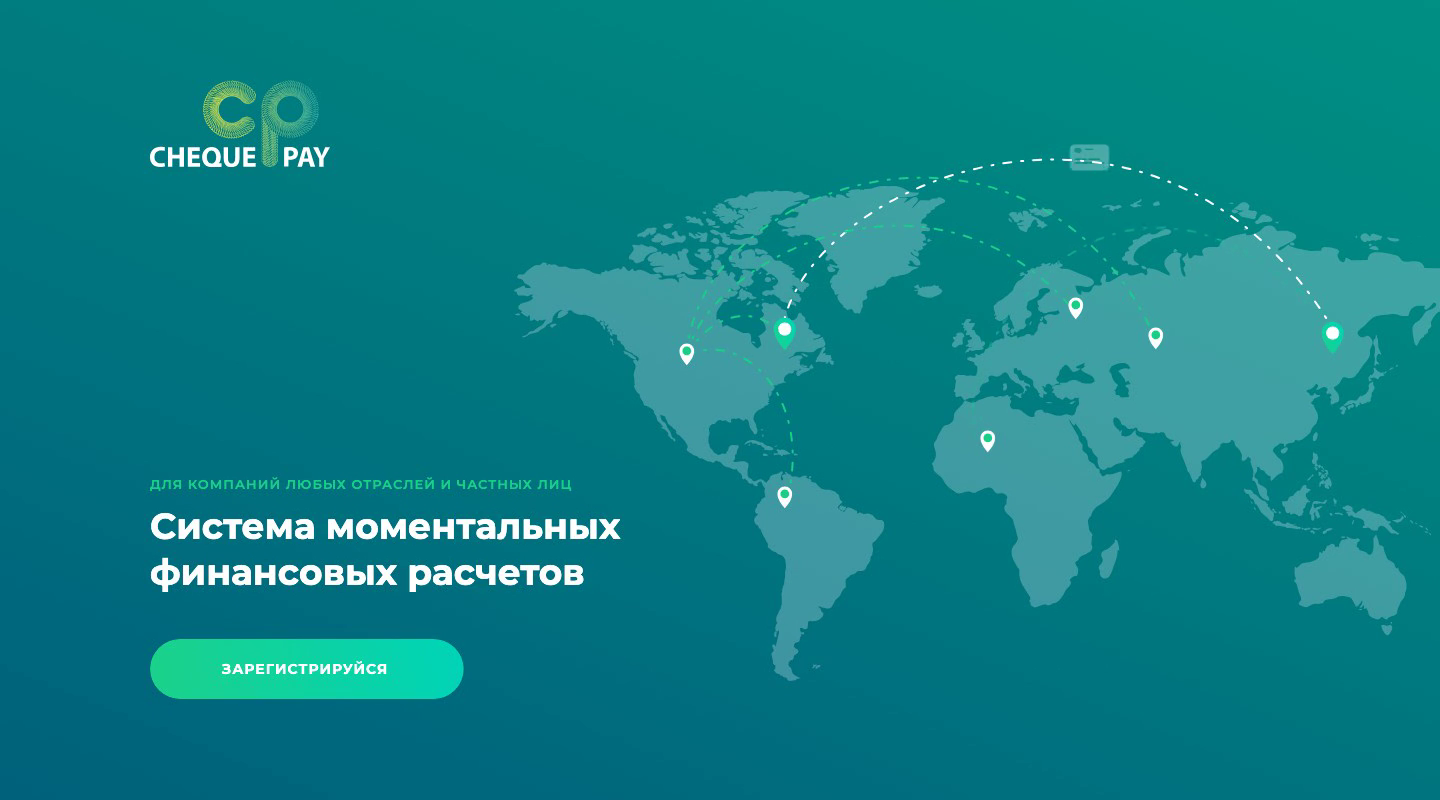 cp
CHEQUE PAY
ДЛЯ КОМПАНИЙ ЛЮБЫХ ОТРАСЛЕЙ И ЧАСТНЫХ ЛИЦ
Система моментальных
финансовых расчетов
ЗАРЕГИСТРИРУЙСЯ